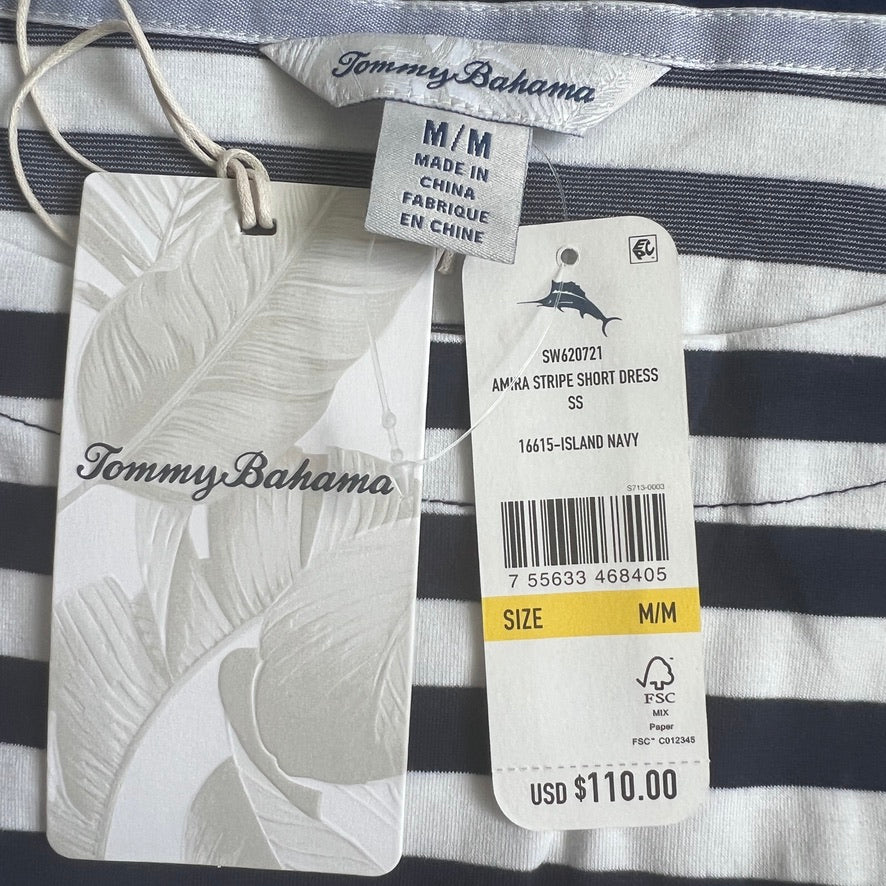 Tommy Bahama
M/M
MADE IN
CHINA
FABRIQUE
EN CHINE
Tommy Bahama
SW620721
AMIRA STRIPE SHORT DRESS
SS
16615-ISLAND NAVY
S713-0003
7 55633 468405
SIZE M/M
FSC
MIX
Paper
FSC™ C012345
USD $110.00